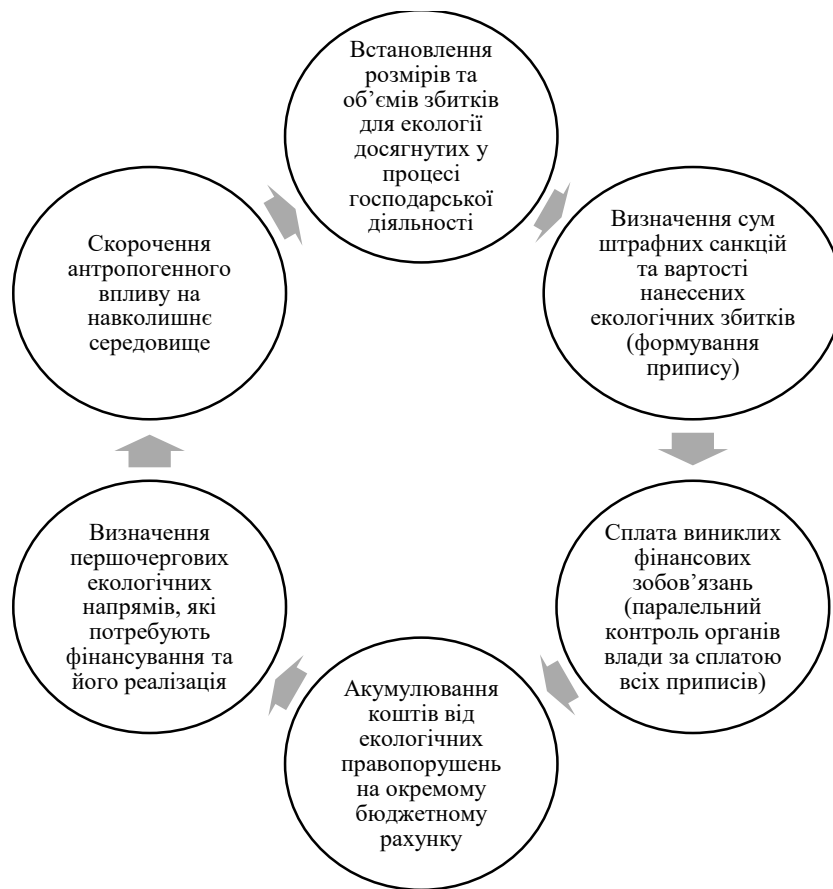 Встановлення
розмірів та
об’ємів збитків
для екології
досягнутих у
процесі
господарської
діяльності
Визначення сум
штрафних санкцій
та вартості
нанесених
екологічних збитків
(формування
припису)
Сплата виниклих
фінансових
зобов’язань
(паралельний
контроль органів
влади за сплатою
всіх приписів)
Акумулювання
коштів від
екологічних
правопорушень
на окремому
бюджетному
рахунку
Визначення
першочергових
екологічних
напрямів, які
потребують
фінансування та
його реалізація
Скорочення
антропогенного
впливу на
навколишнє
середовище